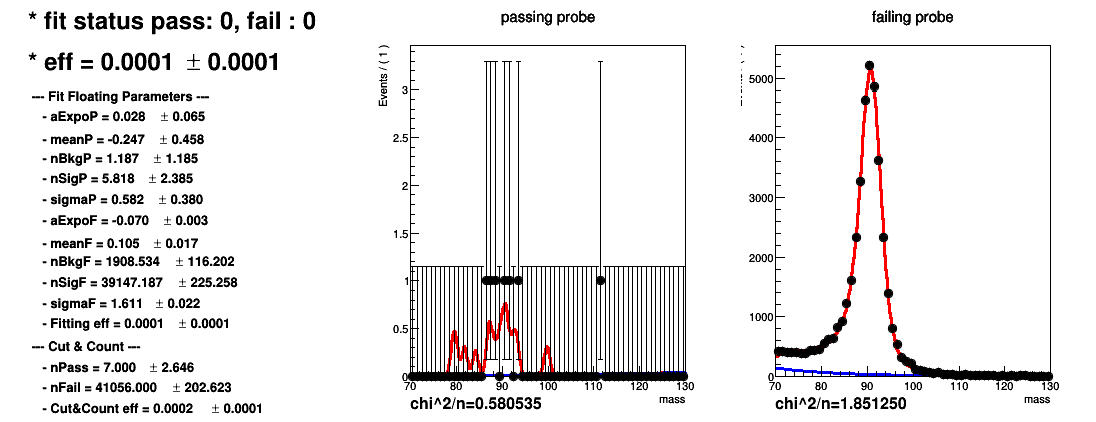 * fit status pass: 0, fail : 0
* eff = 0.0001 ± 0.0001
--- Fit Floating Parameters ---
- aExpoP = 0.028 ± 0.065
- meanP = -0.247 ± 0.458
- nBkgP = 1.187 ± 1.185
- nSigP = 5.818 ± 2.385
- sigmaP = 0.582 ± 0.380
- aExpoF = -0.070 ± 0.003
- meanF = 0.105 ± 0.017
- nBkgF = 1908.534 ± 116.202
- nSigF = 39147.187 ± 225.258
- sigmaF = 1.611 ± 0.022
- Fitting eff = 0.0001 ± 0.0001
--- Cut & Count ---
- nPass = 7.000 ± 2.646
- nFail = 41056.000 ± 202.623
- Cut&Count eff = 0.0002 ± 0.0001
passing probe
Events / ( 1 )
3
2.5
2
1.5
1
0.5
0
70 80 90 100 110 120 130
mass
chi^2/n=0.580535
failing probe
5000
4000
3000
2000
1000
0
70 80 90 100 110 120 130
mass
chi^2/n=1.851250